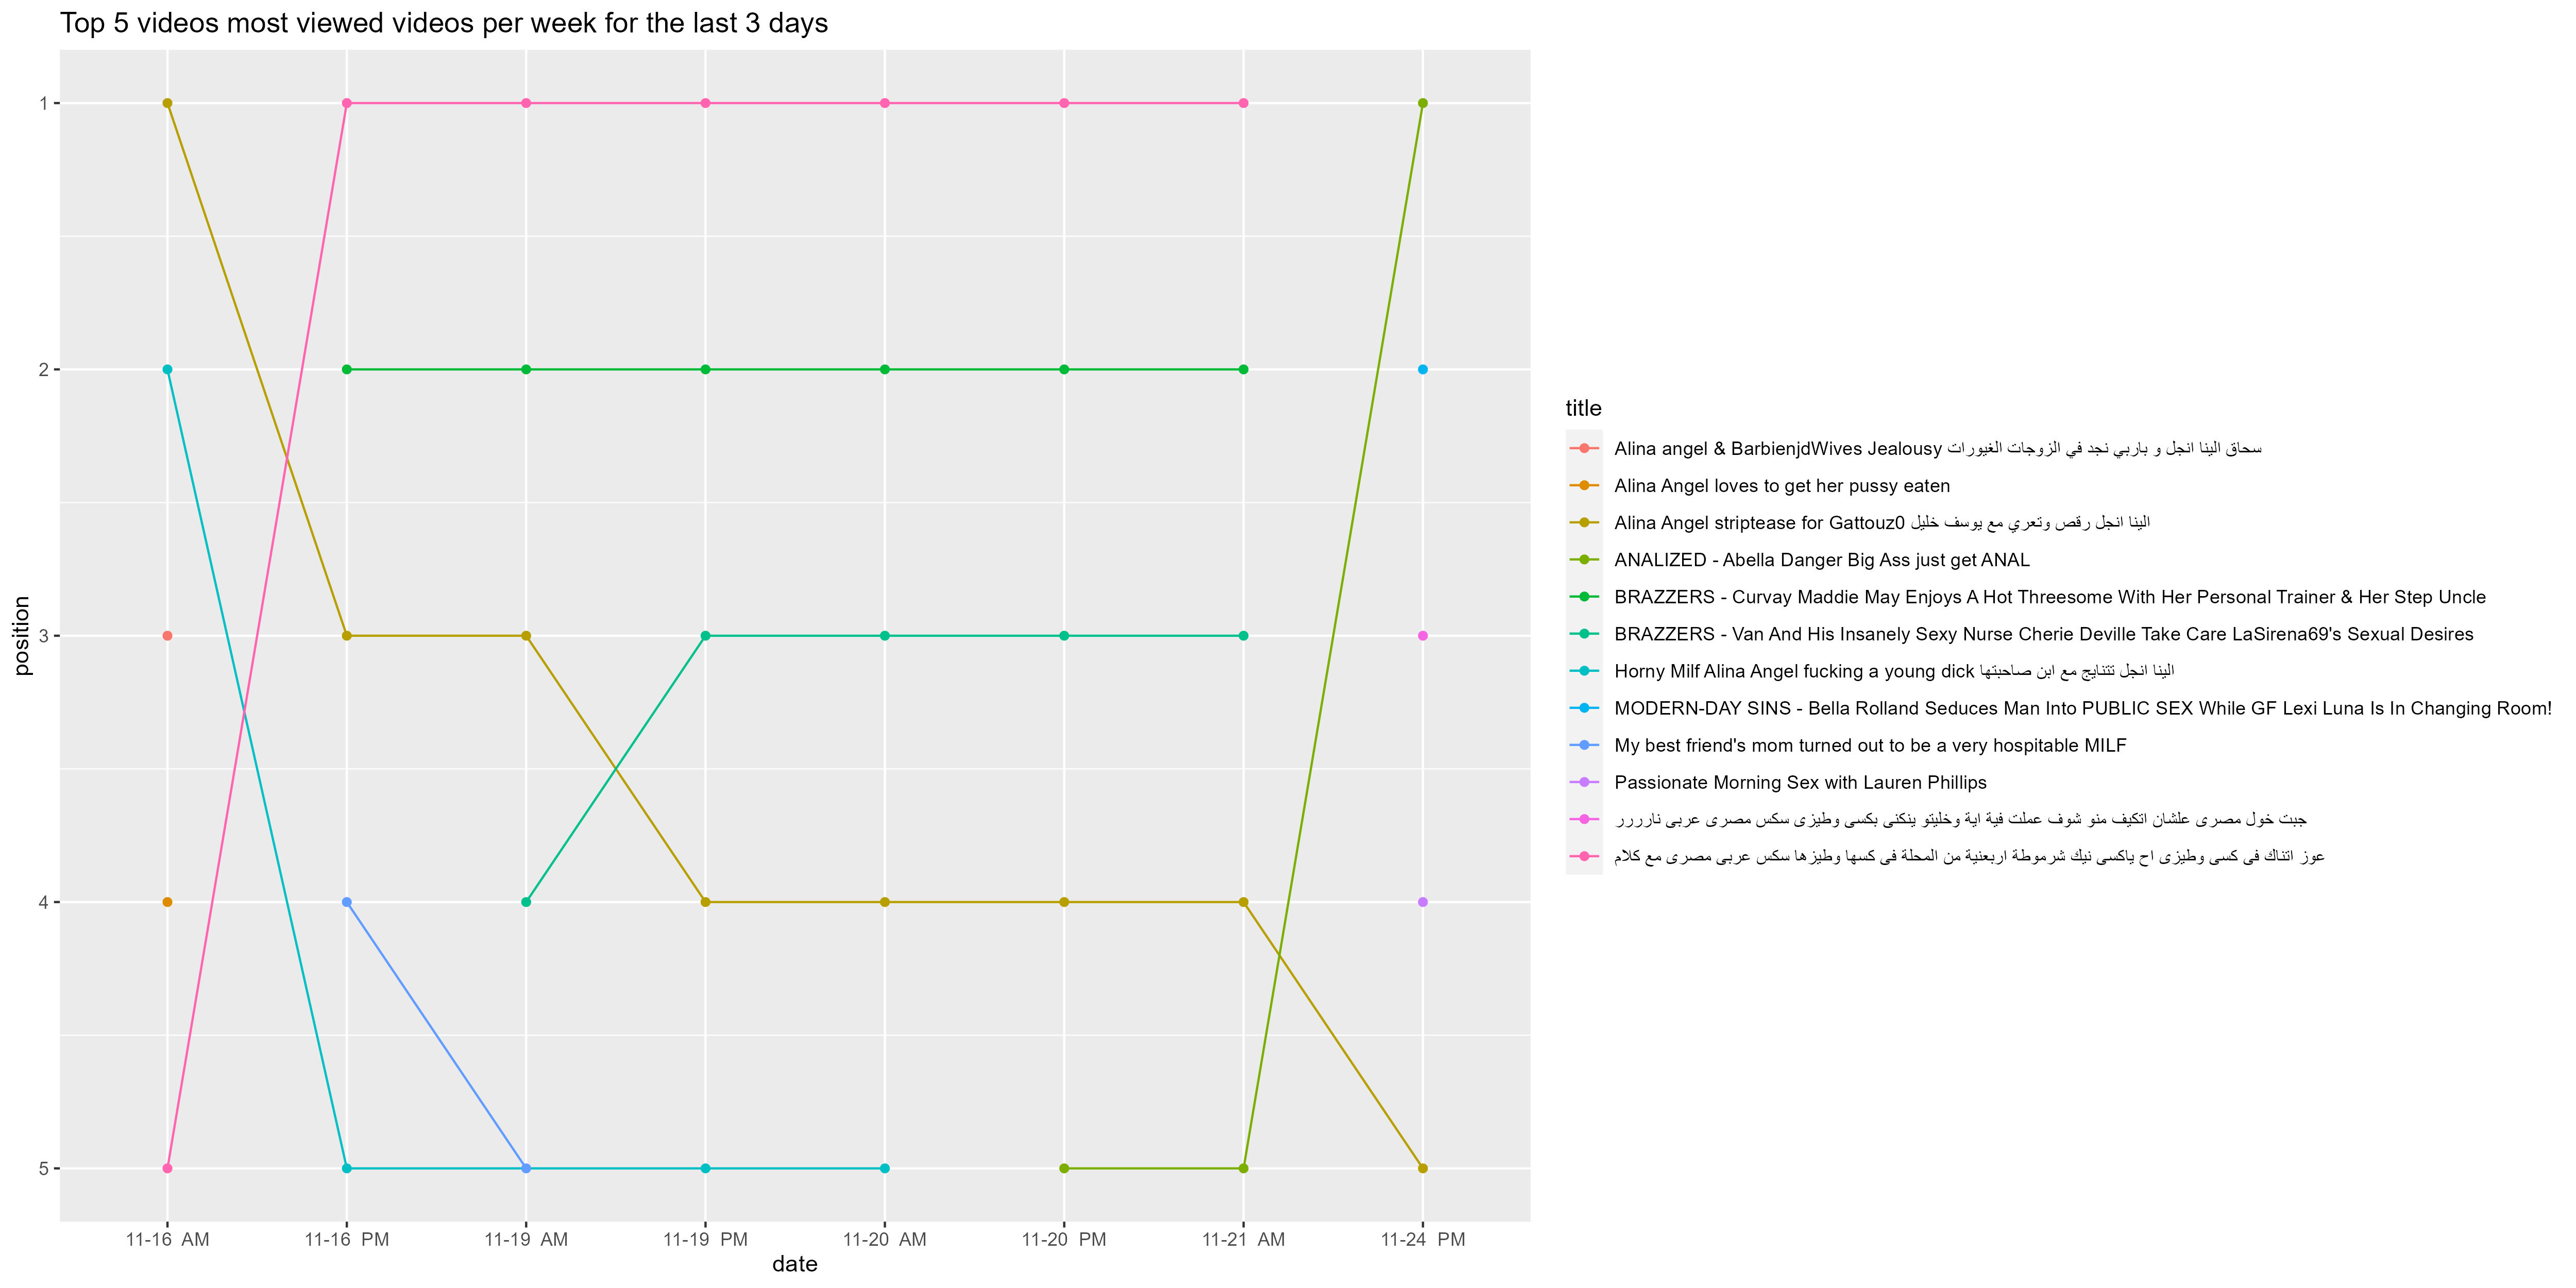 Top 5 videos most viewed videos per week for the last 3 days
position
1
2
3
4
5
11-16 AM
11-16 PM
11-19 AM
11-19 PM
11-20 AM
11-20 PM
11-21 AM
11-24 PM
date
title
Alina angel & BarbienjdWives Jealousy سحاق الينا انجل و باربي نجد في الزوجات الغيورات
Alina Angel loves to get her pussy eaten
Alina Angel striptease for Gattouz0 الينا انجل رقص وتعري مع يوسف خليل
ANALIZED - Abella Danger Big Ass just get ANAL
BRAZZERS - Curvay Maddie May Enjoys A Hot Threesome With Her Personal Trainer & Her Step Uncle
BRAZZERS - Van And His Insanely Sexy Nurse Cherie Deville Take Care LaSirena69's Sexual Desires
Horny Milf Alina Angel fucking a young dick الينا انجل تتنايج مع ابن صاحبتها
MODERN-DAY SINS - Bella Rolland Seduces Man Into PUBLIC SEX While GF Lexi Luna Is In Changing Room!
My best friend's mom turned out to be a very hospitable MILF
Passionate Morning Sex with Lauren Phillips
جبت خول مصرى علشان اتكيف منو شوف عملت فية اية وخليتو ينكنى بكسى وطيزى سكس مصرى عربى نارررر
عوز اتناك فى كسى وطيزى اح ياكسى نيك شرموطة اربعنية من المحلة فى كسها وطيزها سكس عربى مصرى مع كلام